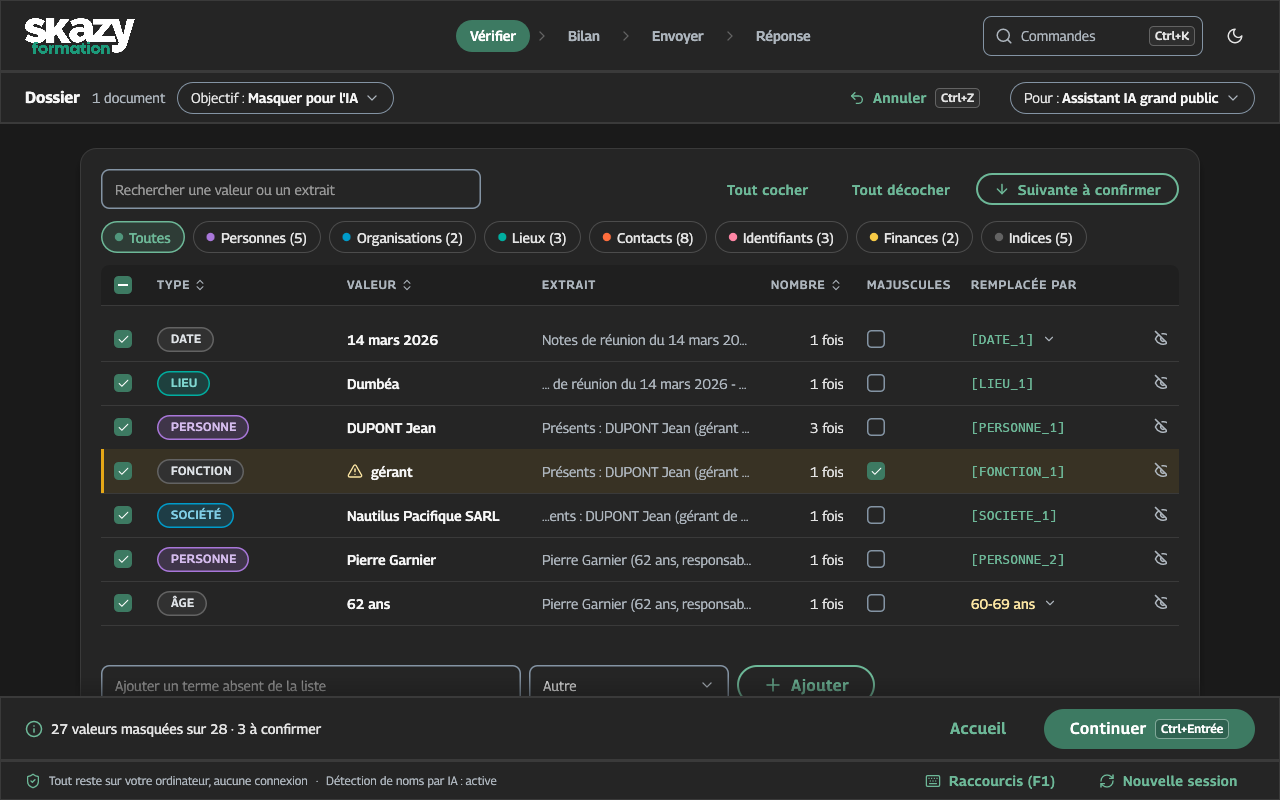 skazy
formation
Vérifier > Bilan > Envoyer > Réponse
Commandes Ctrl+K
Dossier 1 document Objectif : Masquer pour l'IA
Annuler Ctrl+Z Pour : Assistant IA grand public
Rechercher une valeur ou un extrait
Tout cocher Tout décocher Suivante à confirmer
Toutes Personnes (5) Organisations (2) Lieux (3) Contacts (8) Identifiants (3) Finances (2) Indices (5)
TYPE VALEUR EXTRAIT NOMBRE MAJUSCULES REMPLACÉE PAR
DATE 14 mars 2026 Notes de réunion du 14 mars 20... 1 fois [DATE_1]
LIEU Dumbéa ... de réunion du 14 mars 2026 - ... 1 fois [LIEU_1]
PERSONNE DUPONT Jean Présents : DUPONT Jean (gérant ... 3 fois [PERSONNE_1]
FONCTION gérant Présents : DUPONT Jean (gérant ... 1 fois [FONCTION_1]
SOCIÉTÉ Nautilus Pacifique SARL ...ents : DUPONT Jean (gérant de ... 1 fois [SOCIETE_1]
PERSONNE Pierre Garnier Pierre Garnier (62 ans, responsab... 1 fois [PERSONNE_2]
ÂGE 62 ans Pierre Garnier (62 ans, responsab... 1 fois 60-69 ans
Ajouter un terme absent de la liste Autre + Ajouter
27 valeurs masquées sur 28 · 3 à confirmer
Accueil Continuer Ctrl+Entrée
Tout reste sur votre ordinateur, aucune connexion · Détection de noms par IA : active
Raccourcis (F1) Nouvelle session